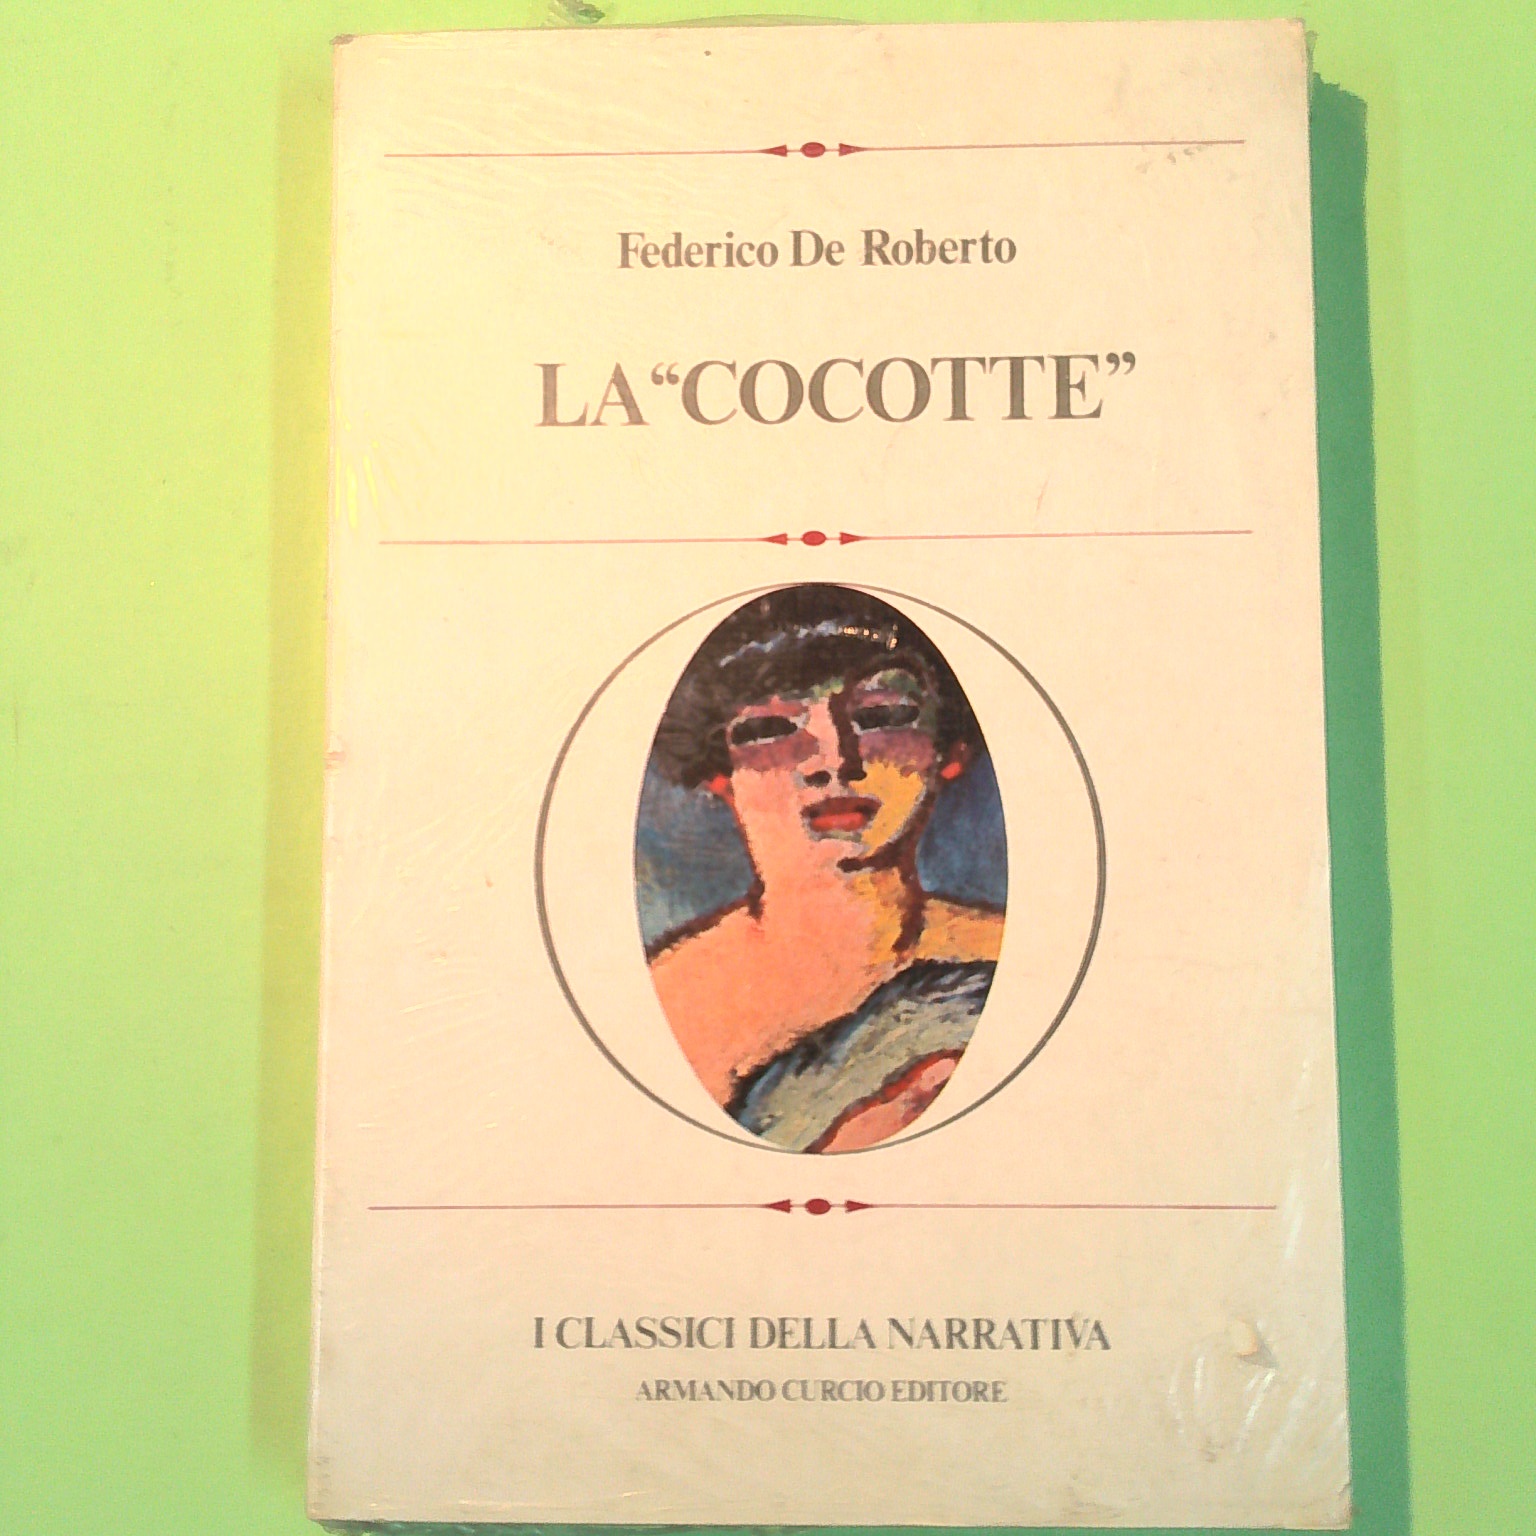 Federico De Roberto
LA “COCOTTE”
I CLASSICI DELLA NARRATIVA
ARMANDO CURCIO EDITORE